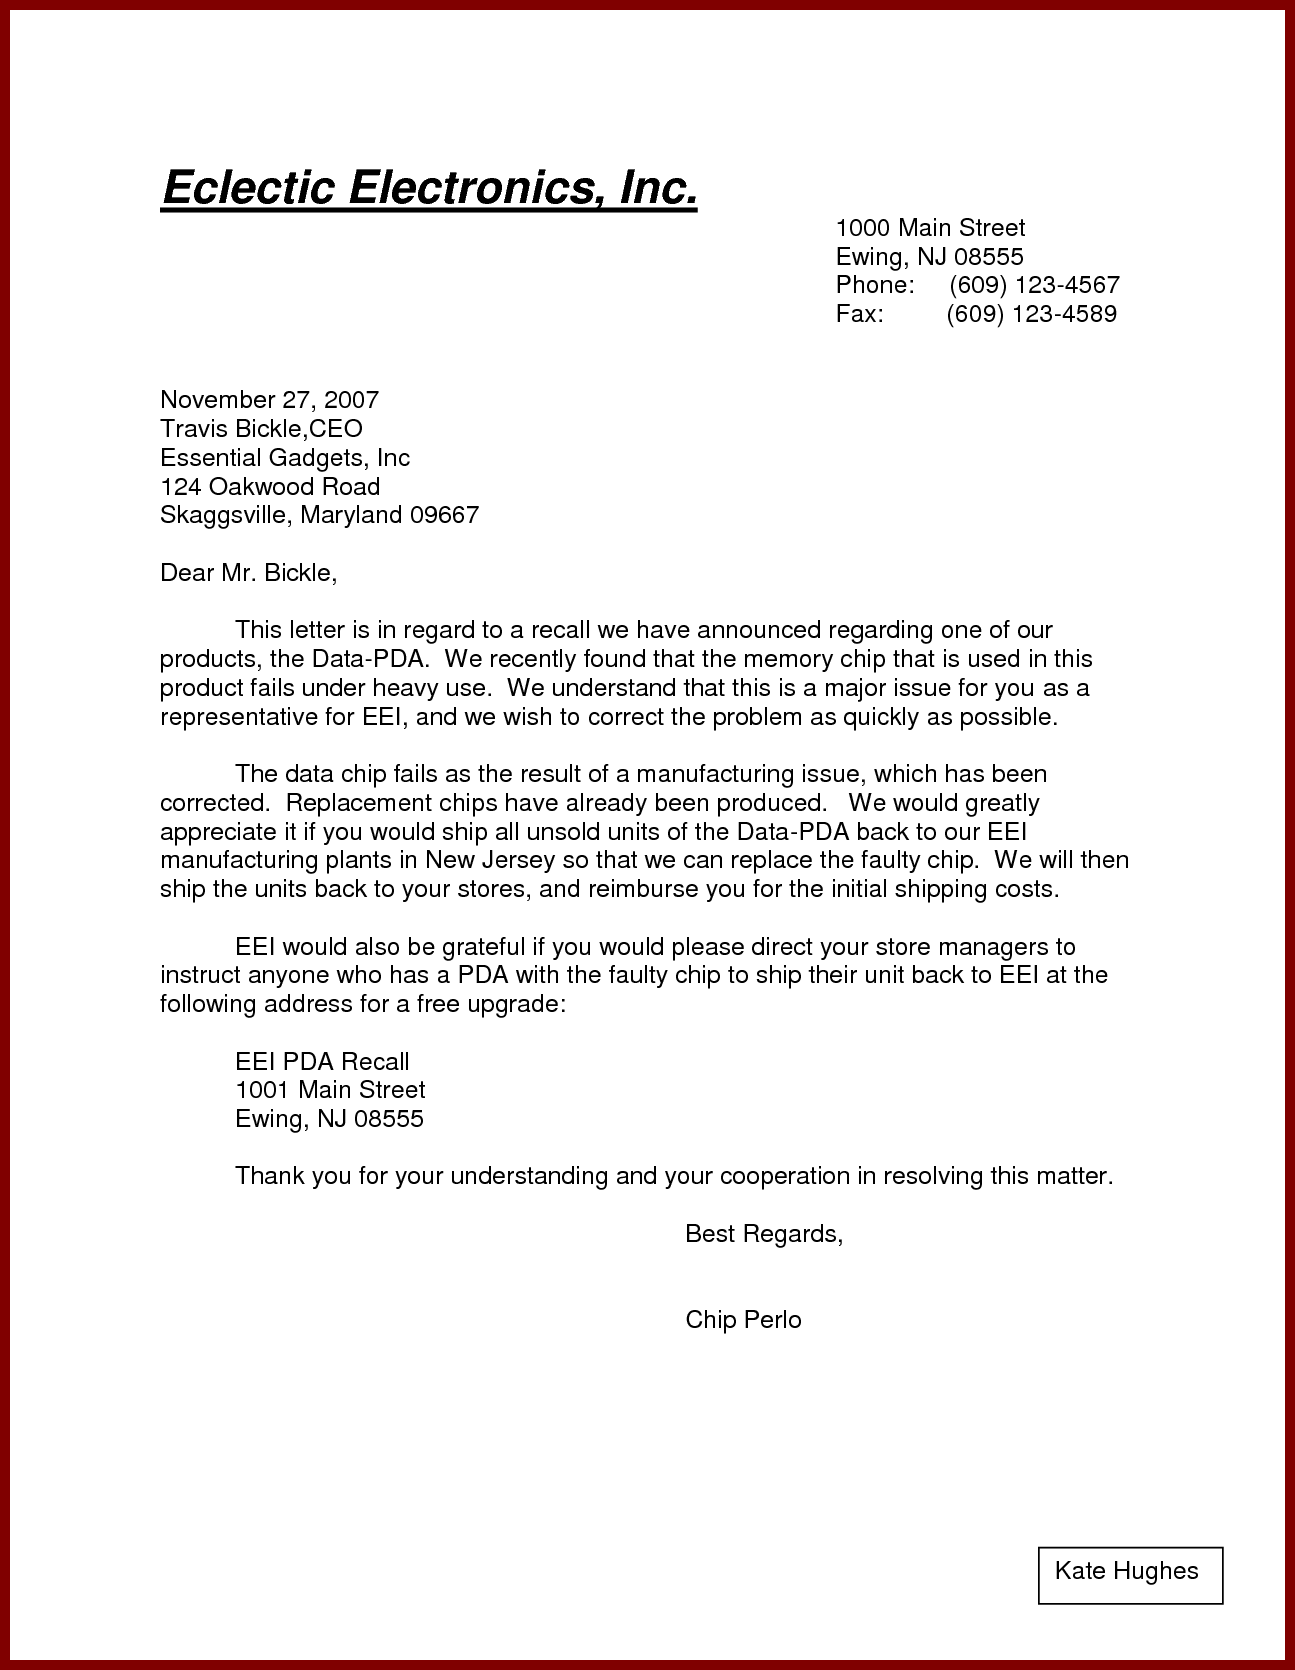 Eclectic Electronics, Inc.
1000 Main Street
Ewing, NJ 08555
Phone: (609) 123-4567
Fax: (609) 123-4589
November 27, 2007
Travis Bickle,CEO
Essential Gadgets, Inc
124 Oakwood Road
Skaggsville, Maryland 09667
Dear Mr. Bickle,
This letter is in regard to a recall we have announced regarding one of our
products, the Data-PDA. We recently found that the memory chip that is used in this
product fails under heavy use. We understand that this is a major issue for you as a
representative for EEI, and we wish to correct the problem as quickly as possible.
The data chip fails as the result of a manufacturing issue, which has been
corrected. Replacement chips have already been produced. We would greatly
appreciate it if you would ship all unsold units of the Data-PDA back to our EEI
manufacturing plants in New Jersey so that we can replace the faulty chip. We will then
ship the units back to your stores, and reimburse you for the initial shipping costs.
EEI would also be grateful if you would please direct your store managers to
instruct anyone who has a PDA with the faulty chip to ship their unit back to EEI at the
following address for a free upgrade:
EEI PDA Recall
1001 Main Street
Ewing, NJ 08555
Thank you for your understanding and your cooperation in resolving this matter.
Best Regards,
Chip Perlo
Kate Hughes